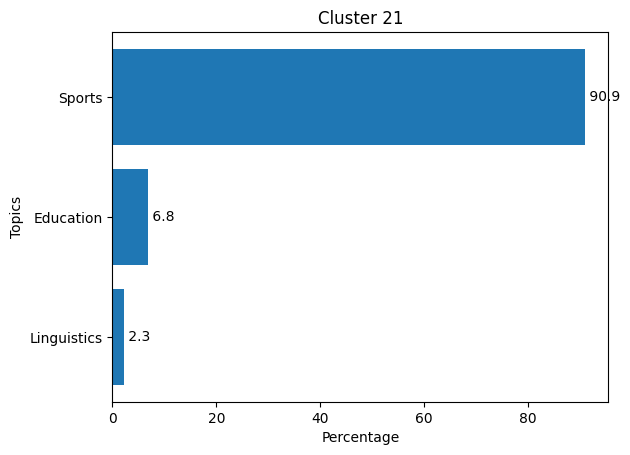 Cluster 21
Topics
Sports
90.9
Education
6.8
Linguistics
2.3
0 20 40 60 80
Percentage